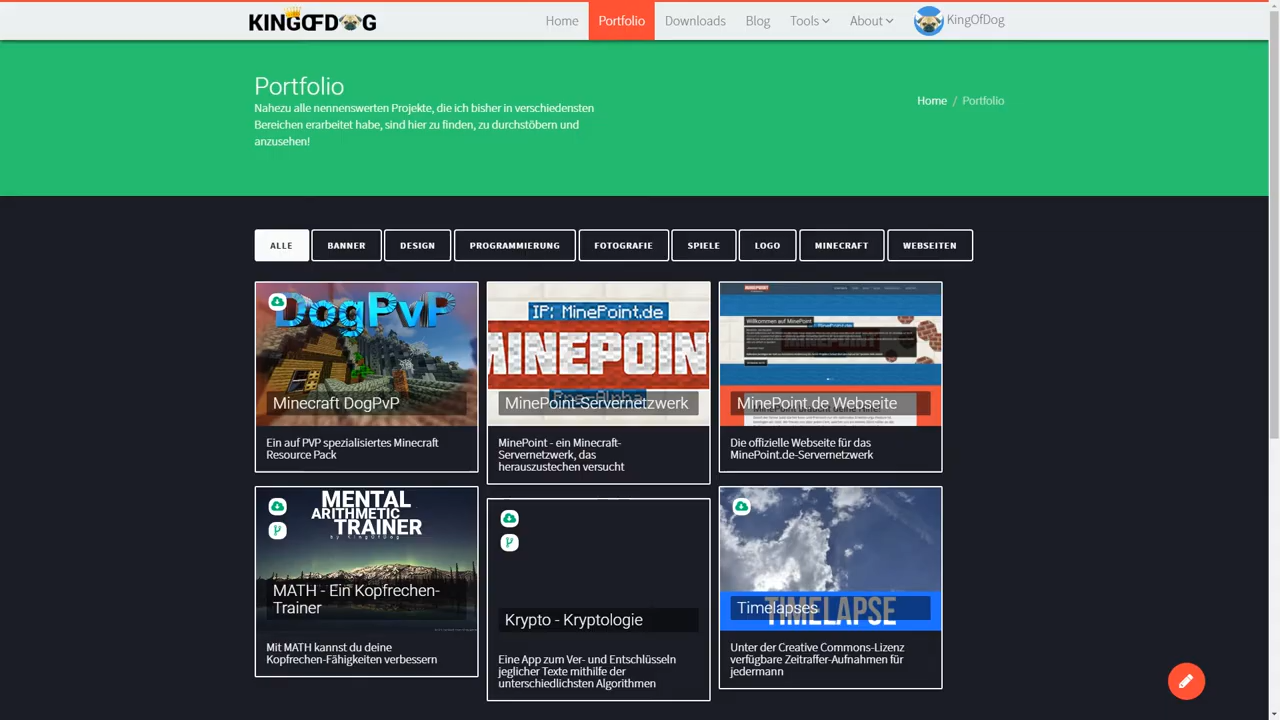 KINGOFDOG
Home
Portfolio
Downloads
Blog
Tools
About
KingOfDog
Portfolio
Nahezu alle nennenswerten Projekte, die ich bisher in verschiedensten
Bereichen erarbeitet habe, sind hier zu finden, zu durchstöbern und
anzusehen!
Home / Portfolio
ALLE
BANNER
DESIGN
PROGRAMMIERUNG
FOTOGRAFIE
SPIELE
LOGO
MINECRAFT
WEBSEITEN
DogPvP
Minecraft DogPvP
Ein auf PVP spezialisiertes Minecraft
Resource Pack
IP: MinePoint.de
MINEPOIN
MinePoint-Servernetzwerk
MinePoint - ein Minecraft-
Servernetzwerk, das
herauszustechen versucht
MINEPOINT
Willkommen auf MinePoint
MinePoint.de Webseite
Die offizielle Webseite für das
MinePoint.de-Servernetzwerk
MENTAL
ARITHMETIC
TRAINER
by KingOfDog
MATH - Ein Kopfrechen-
Trainer
Mit MATH kannst du deine
Kopfrechen-Fähigkeiten verbessern
Krypto - Kryptologie
Eine App zum Ver- und Entschlüsseln
jeglicher Texte mithilfe der
unterschiedlichsten Algorithmen
TIMELAPSE
Timelapses
Unter der Creative Commons-Lizenz
verfügbare Zeitraffer-Aufnahmen für
jedermann